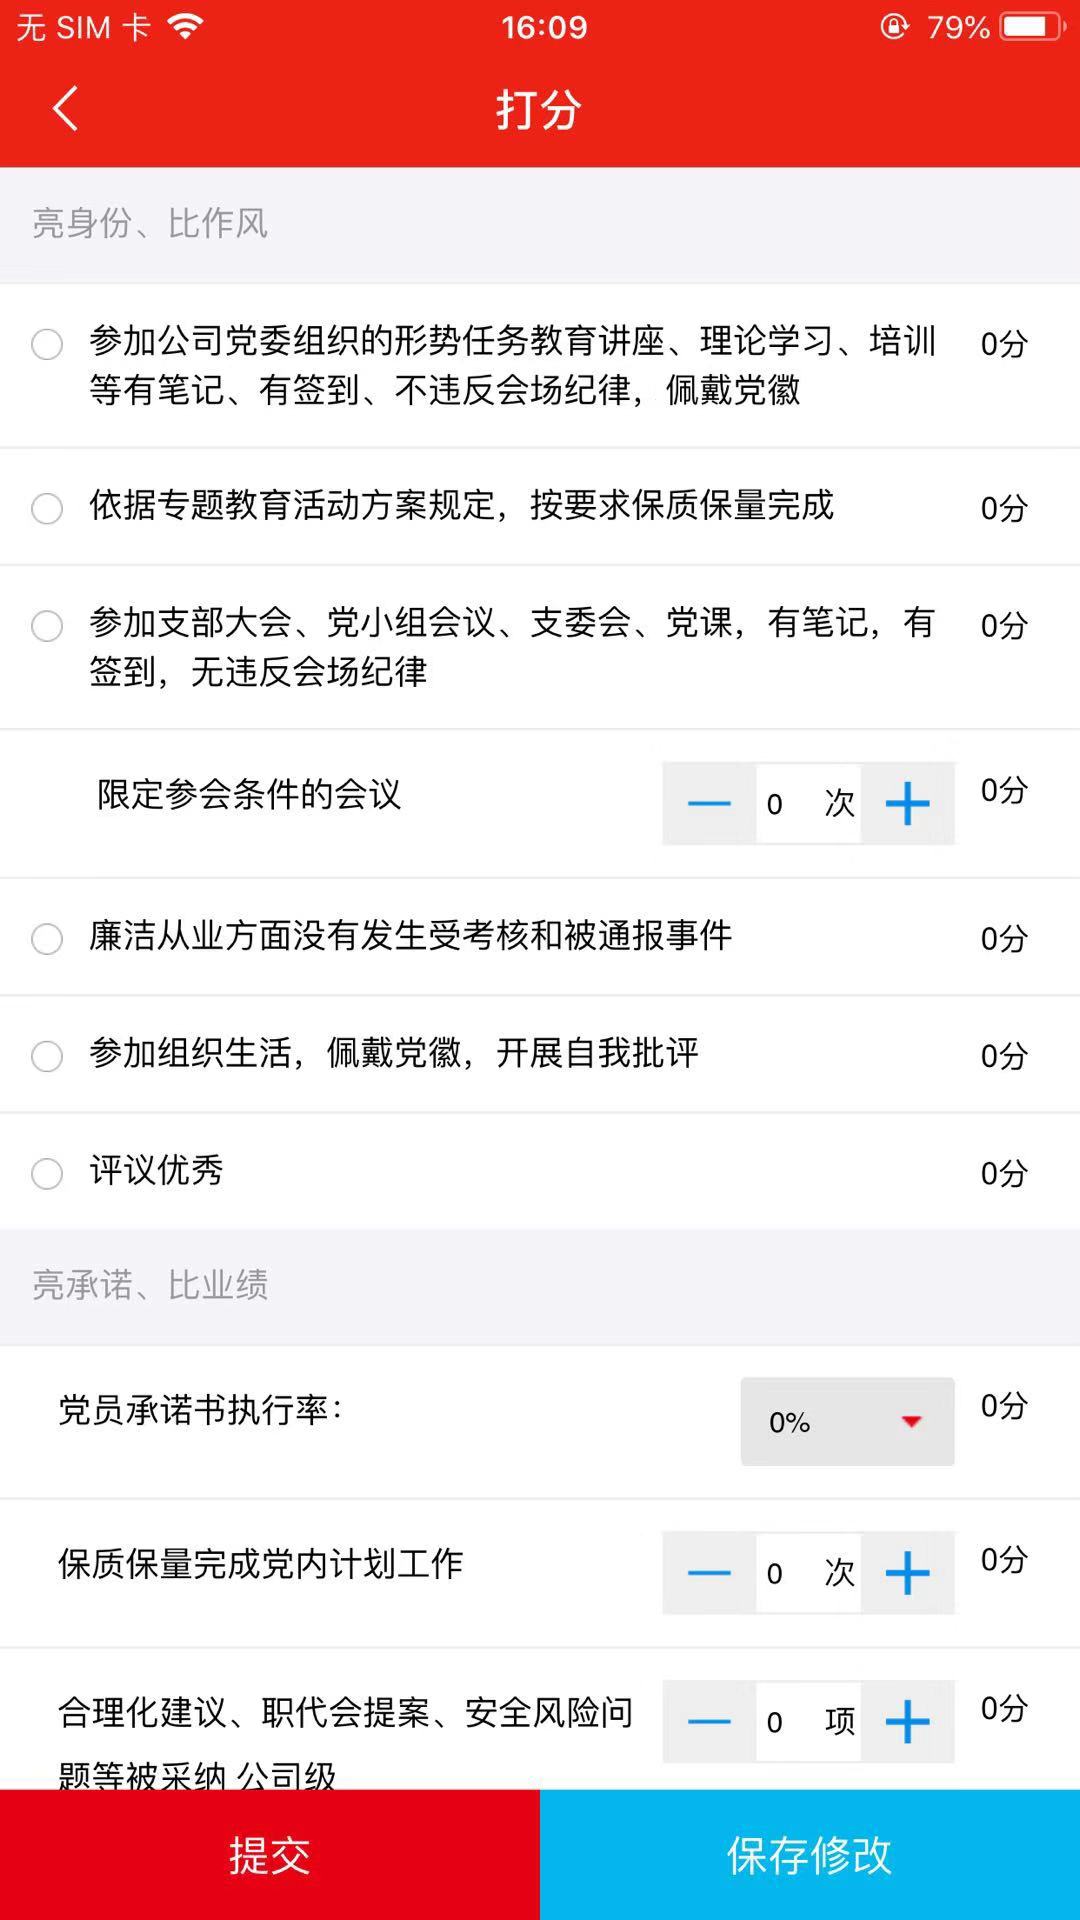 无 SIM 卡 16:09 79%
打分
亮身份、比作风
参加公司党委组织的形势任务教育讲座、理论学习、培训 0分
等有笔记、有签到、不违反会场纪律，佩戴党徽
依据专题教育活动方案规定，按要求保质保量完成 0分
参加支部大会、党小组会议、支委会、党课，有笔记，有 0分
签到，无违反会场纪律
限定参会条件的会议 0 次 0分
廉洁从业方面没有发生受考核和被通报事件 0分
参加组织生活，佩戴党徽，开展自我批评 0分
评议优秀 0分
亮承诺、比业绩
党员承诺书执行率： 0% 0分
保质保量完成党内计划工作 0 次 0分
合理化建议、职代会提案、安全风险问 0 项 0分
题等被采纳 公司级
提交 保存修改